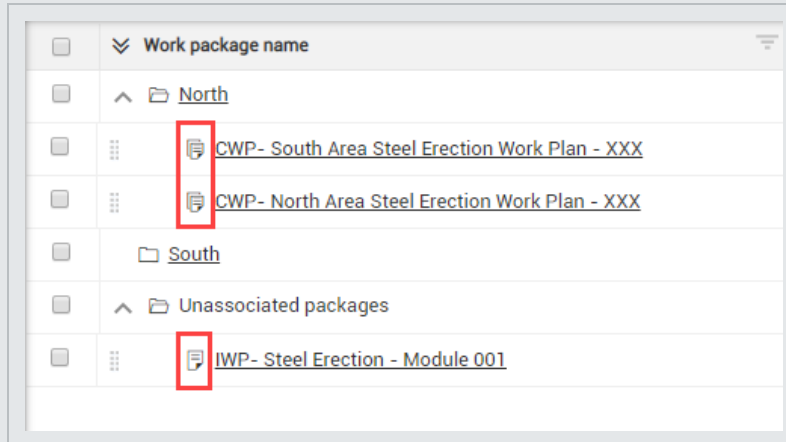 Work package name
North
CWP- South Area Steel Erection Work Plan - XXX
CWP- North Area Steel Erection Work Plan - XXX
South
Unassociated packages
IWP- Steel Erection - Module 001